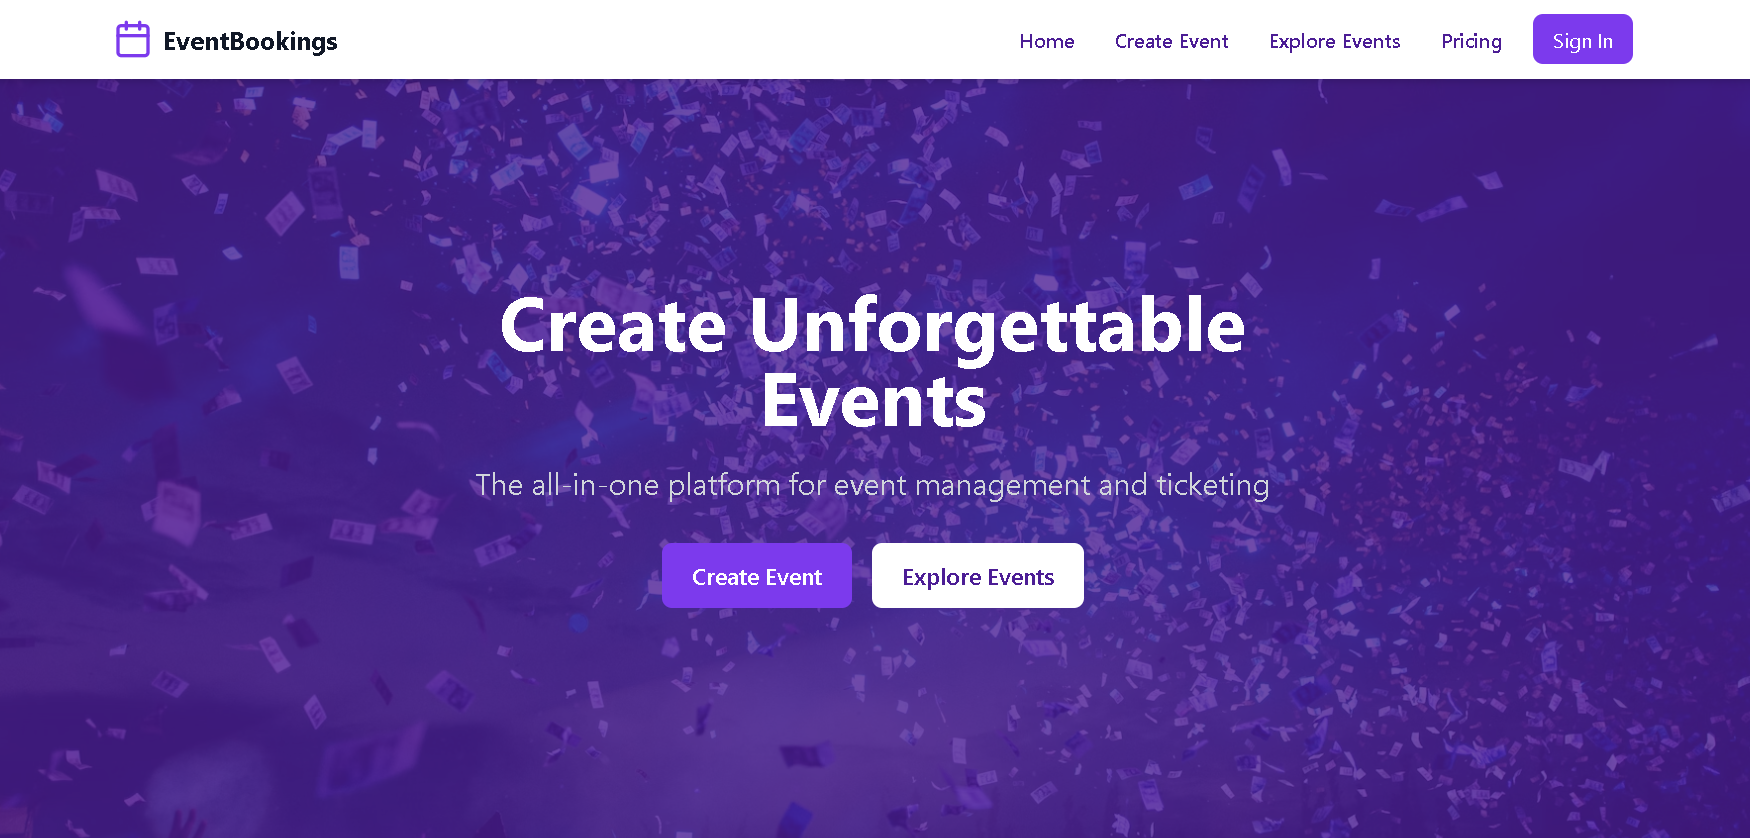 EventBookings
Home
Create Event
Explore Events
Pricing
Sign In
Create Unforgettable
Events
The all-in-one platform for event management and ticketing
Create Event
Explore Events